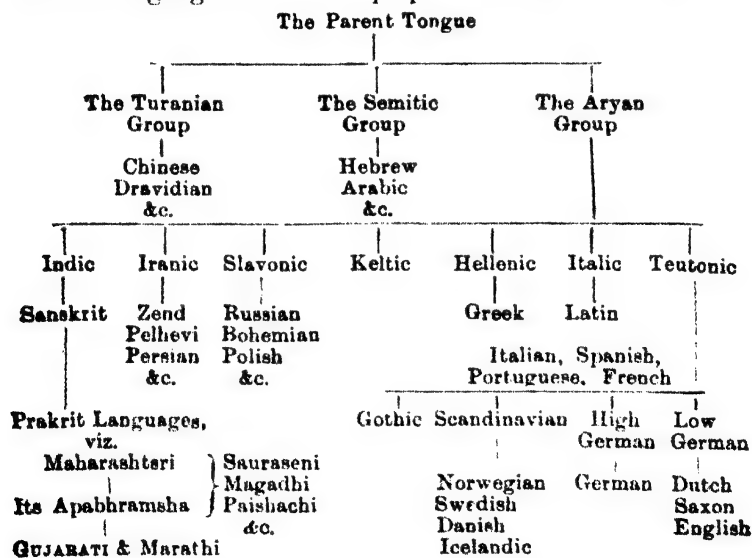 The Parent Tongue
The Turanian Group
The Semitic Group
The Aryan Group
Chinese
Dravidian
&c.
Hebrew
Arabic
&c.
Indic Iranic Slavonic Keltic Hellenic Italic Teutonic
Sanskrit
Zend
Pelhevi
Persian
&c.
Russian
Bohemian
Polish
&c.
Greek
Latin
Italian, Spanish,
Portuguese. French
Prakrit Languages,
viz.
Maharashtari
Its Apabhramsha
GUJARATI & Marathi
Sauraseni
Magadhi
Paishachi
&c.
Gothic Scandinavian High German Low German
Norwegian
Swedish
Danish
Icelandic
German
Dutch
Saxon
English